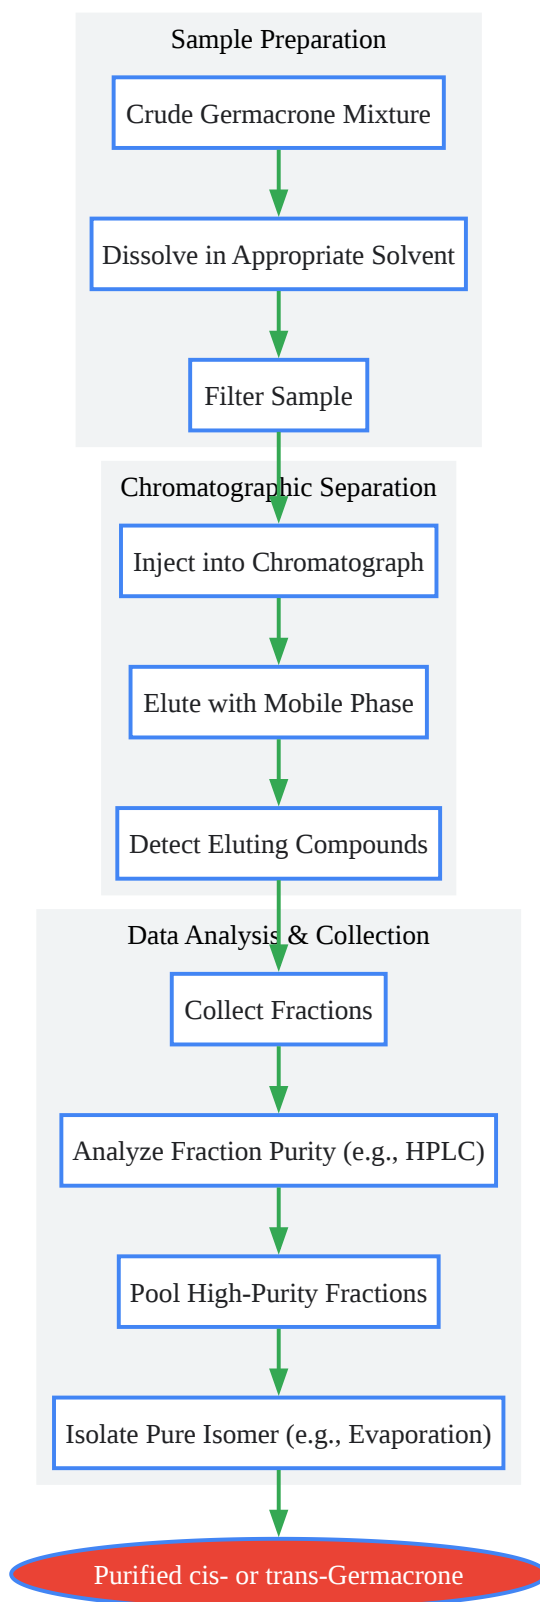 Sample Preparation
Crude Germacrone Mixture
Dissolve in Appropriate Solvent
Filter Sample
Chromatographic Separation
Inject into Chromatograph
Elute with Mobile Phase
Detect Eluting Compounds
Data Analysis & Collection
Collect Fractions
Analyze Fraction Purity (e.g., HPLC)
Pool High-Purity Fractions
Isolate Pure Isomer (e.g., Evaporation)
Purified cis- or trans-Germacrone